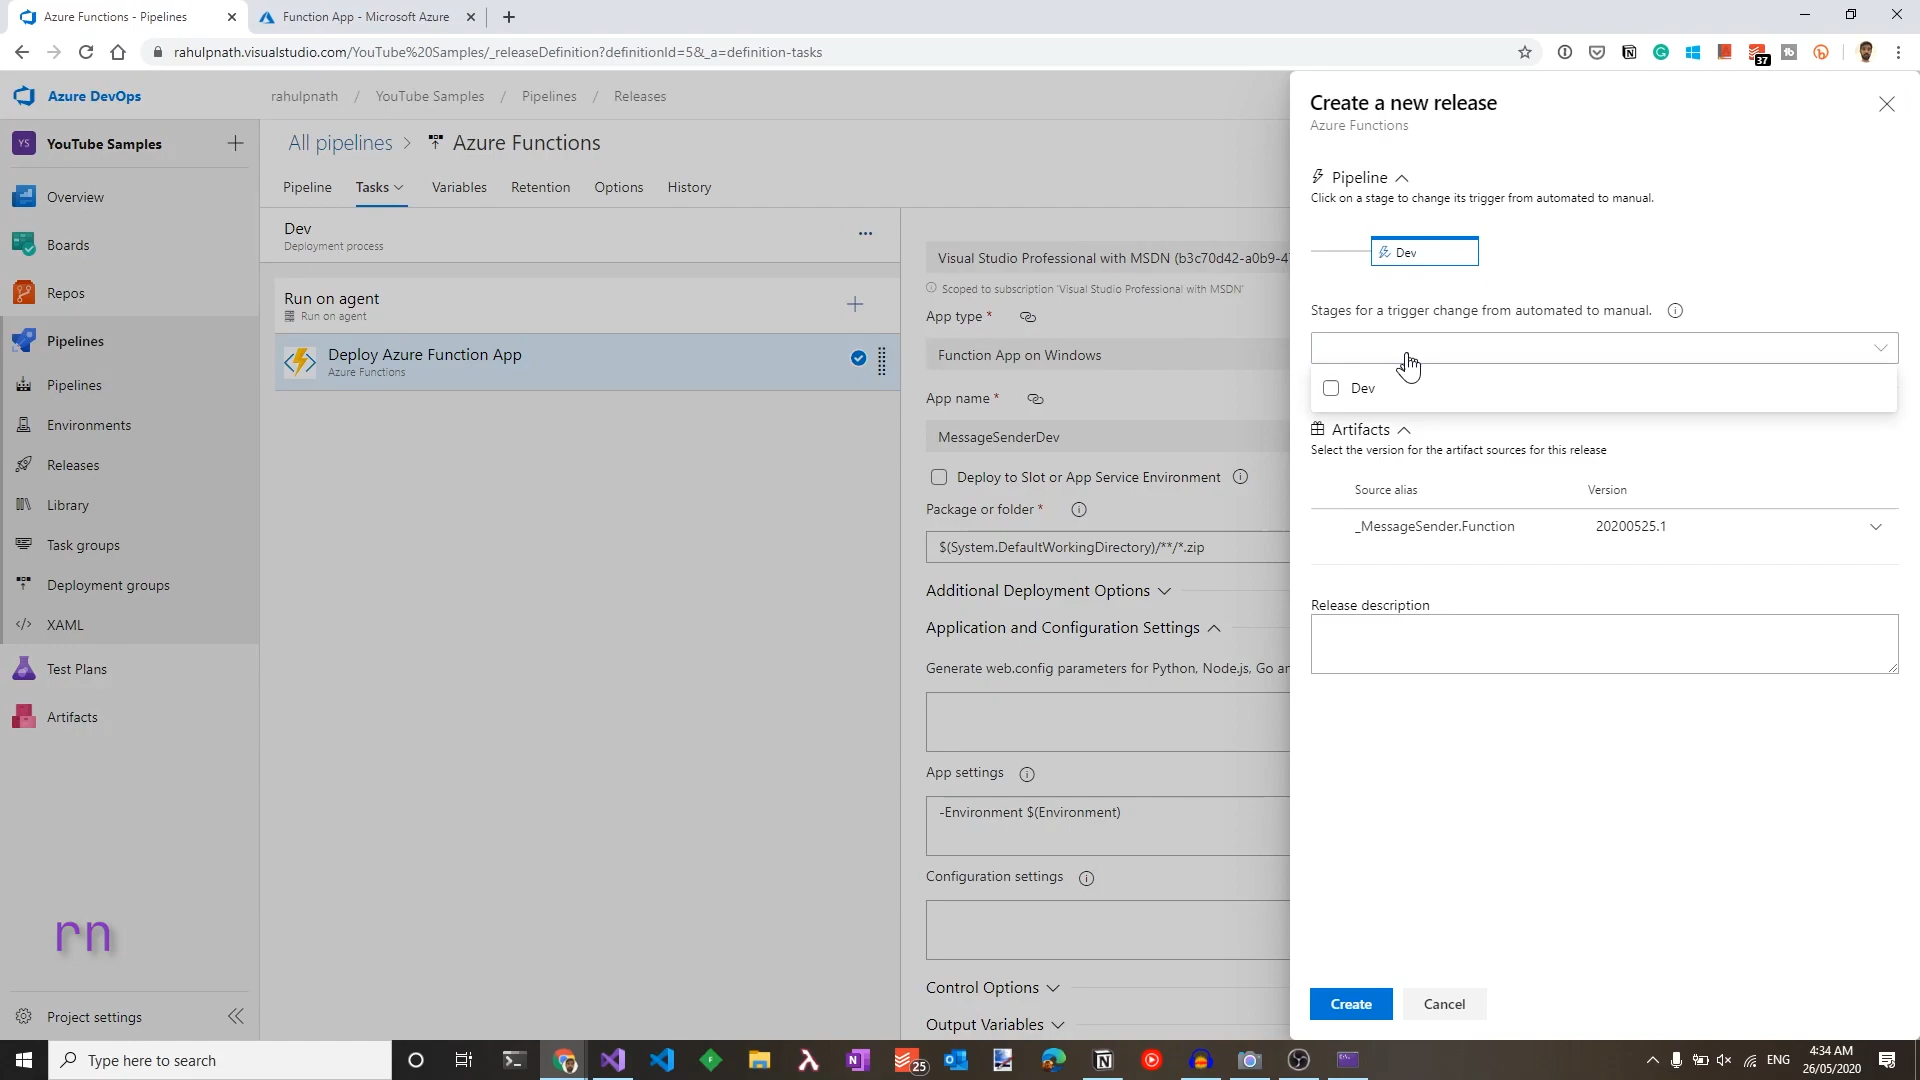 Azure Functions - Pipelines
Function App - Microsoft Azure
rahulpnath.visualstudio.com/YouTube%20Samples/_releaseDefinition?definitionId=5&_a=definition-tasks
37
Azure DevOps
rahulpnath / YouTube Samples / Pipelines / Releases
YS YouTube Samples
Overview
Boards
Repos
Pipelines
Pipelines
Environments
Releases
Library
Task groups
Deployment groups
XAML
Test Plans
Artifacts
rn
Project settings
All pipelines > Azure Functions
Pipeline Tasks Variables Retention Options History
Dev
Deployment process
Run on agent
Run on agent
Deploy Azure Function App
Azure Functions
Visual Studio Professional with MSDN (b3c70d42-a0b9-4
Scoped to subscription 'Visual Studio Professional with MSDN'
App type *
Function App on Windows
App name *
MessageSenderDev
Deploy to Slot or App Service Environment
Package or folder *
$(System.DefaultWorkingDirectory)/**/*.zip
Additional Deployment Options
Application and Configuration Settings
Generate web.config parameters for Python, Node.js, Go an
App settings
-Environment $(Environment)
Configuration settings
Control Options
Output Variables
Create a new release
Azure Functions
Pipeline
Click on a stage to change its trigger from automated to manual.
Dev
Stages for a trigger change from automated to manual.
Dev
Artifacts
Select the version for the artifact sources for this release
Source alias Version
_MessageSender.Function 20200525.1
Release description
Create Cancel
Type here to search
25
ENG
4:34 AM
26/05/2020